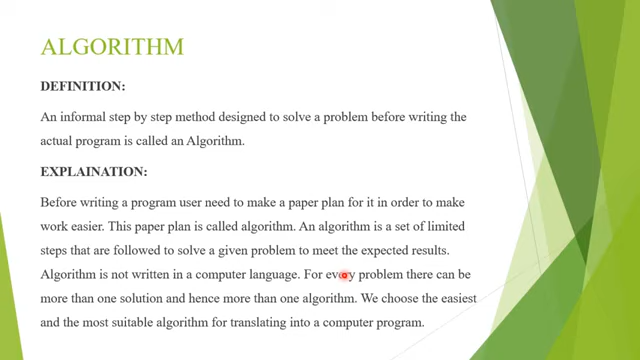 ALGORITHM
DEFINITION:
An informal step by step method designed to solve a problem before writing the
actual program is called an Algorithm.
EXPLAINATION:
Before writing a program user need to make a paper plan for it in order to make
work easier. This paper plan is called algorithm. An algorithm is a set of limited
steps that are followed to solve a given problem to meet the expected results.
Algorithm is not written in a computer language. For every problem there can be
more than one solution and hence more than one algorithm. We choose the easiest
and the most suitable algorithm for translating into a computer program.